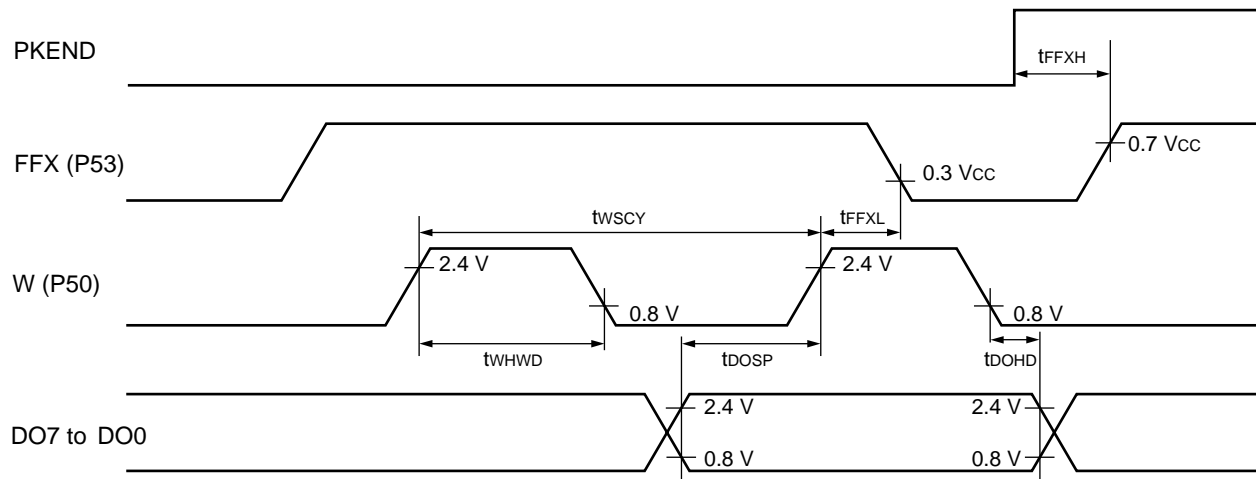 PKEND
tFFXH
FFX (P53)
0.7 VCC
0.3 VCC
tWSCY
tFFXL
W (P50)
2.4 V
2.4 V
0.8 V
0.8 V
tWHWD
tDOSP
tDOHD
DO7 to DO0
2.4 V
2.4 V
0.8 V
0.8 V